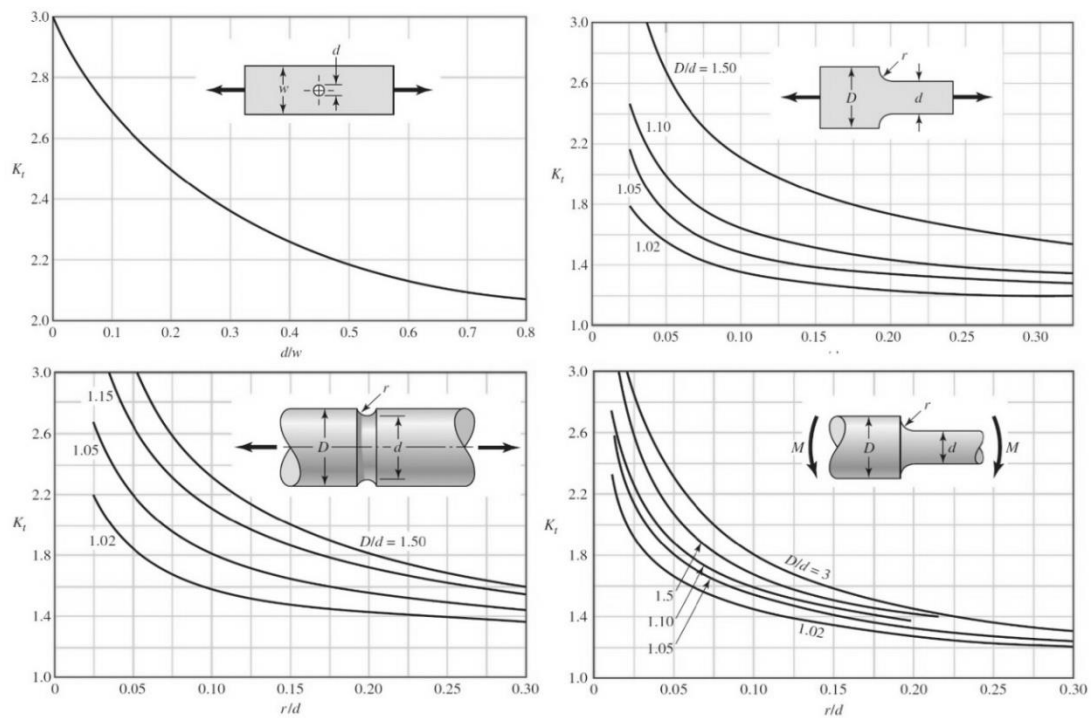 3.0
2.8
2.6
2.4
2.2
2.0
K_t
d
w
0
0.1
0.2
0.3
0.4
0.5
0.6
0.7
0.8
d/w
3.0
2.6
2.2
1.8
1.4
1.0
K_t
D/d = 1.50
1.10
1.05
1.02
r
D
d
0
0.05
0.10
0.15
0.20
0.25
0.30
3.0
2.6
2.2
1.8
1.4
1.0
K_t
1.15
1.05
1.02
D/d = 1.50
r
D
d
0
0.05
0.10
0.15
0.20
0.25
0.30
r/d
3.0
2.6
2.2
1.8
1.4
1.0
K_t
r
M
D
d
M
D/d = 3
1.5
1.10
1.05
1.02
0
0.05
0.10
0.15
0.20
0.25
0.30
r/d